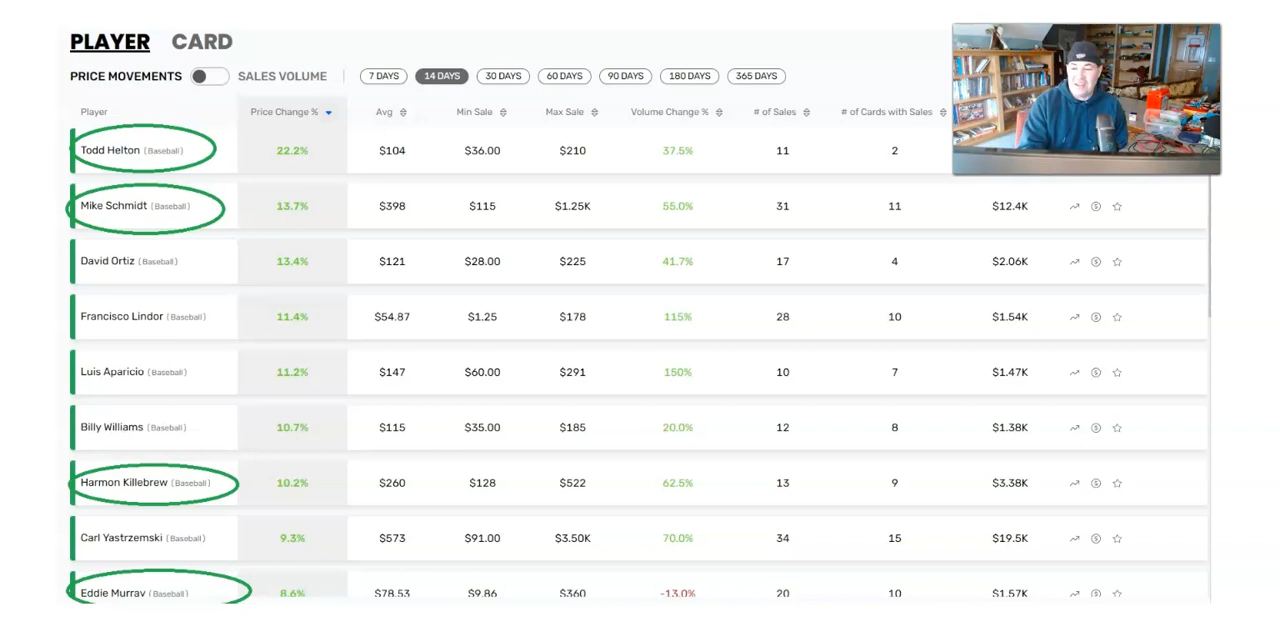 PLAYER CARD
PRICE MOVEMENTS SALES VOLUME 7 DAYS 14 DAYS 30 DAYS 60 DAYS 90 DAYS 180 DAYS 365 DAYS
Player Price Change % Avg Min Sale Max Sale Volume Change % # of Sales # of Cards with Sales
Todd Helton (Baseball) 22.2% $104 $36.00 $210 37.5% 11 2
Mike Schmidt (Baseball) 13.7% $398 $115 $1.25K 55.0% 31 11 $12.4K
David Ortiz (Baseball) 13.4% $121 $28.00 $225 41.7% 17 4 $2.06K
Francisco Lindor (Baseball) 11.4% $54.87 $1.25 $178 115% 28 10 $1.54K
Luis Aparicio (Baseball) 11.2% $147 $60.00 $291 150% 10 7 $1.47K
Billy Williams (Baseball) 10.7% $115 $35.00 $185 20.0% 12 8 $1.38K
Harmon Killebrew (Baseball) 10.2% $260 $128 $522 62.5% 13 9 $3.38K
Carl Yastrzemski (Baseball) 9.3% $573 $91.00 $3.50K 70.0% 34 15 $19.5K
Eddie Murray (Baseball) 8.6% $78.53 $9.86 $360 -13.0% 20 10 $1.57K